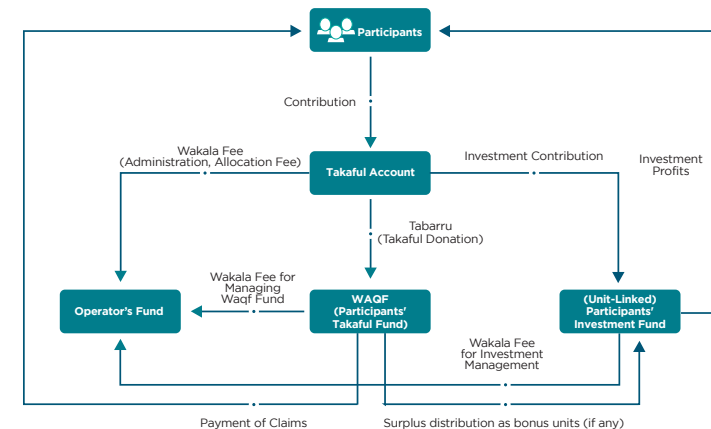 Participants
Contribution
Wakala Fee
(Administration, Allocation Fee)
Takaful Account
Investment Contribution
Investment
Profits
Tabarru
(Takaful Donation)
Wakala Fee for
Managing
Waqf Fund
Operator's Fund
WAQF
(Participants'
Takaful Fund)
(Unit-Linked)
Participants'
Investment Fund
Wakala Fee
for Investment
Management
Payment of Claims
Surplus distribution as bonus units (if any)